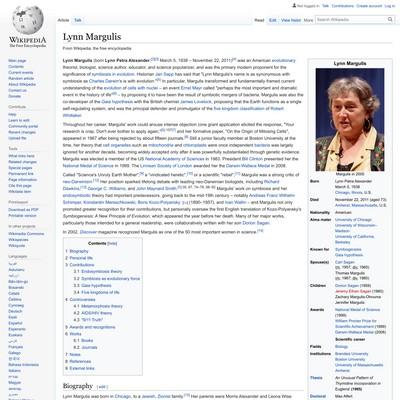 Not logged in Talk Contributions Create account Log in
Article Talk
Read Edit View history
Search Wikipedia
WIKIPEDIA
The Free Encyclopedia
Main page
Contents
Current events
Random article
About Wikipedia
Contact us
Donate
Contribute
Help
Learn to edit
Community portal
Recent changes
Upload file
Tools
What links here
Related changes
Special pages
Permanent link
Page information
Cite this page
Wikidata item
Print/export
Download as PDF
Printable version
In other projects
Wikimedia Commons
Wikispecies
Wikiquote
Languages
Lynn Margulis
From Wikipedia, the free encyclopedia
Lynn Margulis (born Lynn Petra Alexander; March 5, 1938 – November 22, 2011) was an American evolutionary
theorist, biologist, science author, educator, and science popularizer, and was the primary modern proponent for the
significance of symbiosis in evolution. Historian Jan Sapp has said that "Lynn Margulis's name is as synonymous with
symbiosis as Charles Darwin's is with evolution." In particular, Margulis transformed and fundamentally framed current
understanding of the evolution of cells with nuclei – an event Ernst Mayr called "perhaps the most important and dramatic
event in the history of life" – by proposing it to have been the result of symbiotic mergers of bacteria. Margulis was also the
co-developer of the Gaia hypothesis with the British chemist James Lovelock, proposing that the Earth functions as a single
self-regulating system, and was the principal defender and promulgator of the five kingdom classification of Robert
Whittaker.
Throughout her career, Margulis' work could arouse intense objection (one grant application elicited the response, "Your
research is crap. Don't ever bother to apply again,") and her formative paper, "On the Origin of Mitosing Cells",
appeared in 1967 after being rejected by about fifteen journals. Still a junior faculty member at Boston University at the
time, her theory that cell organelles such as mitochondria and chloroplasts were once independent bacteria was largely
ignored for another decade, becoming widely accepted only after it was powerfully substantiated through genetic evidence.
Margulis was elected a member of the US National Academy of Sciences in 1983. President Bill Clinton presented her the
National Medal of Science in 1999. The Linnean Society of London awarded her the Darwin-Wallace Medal in 2008.
Called "Science's Unruly Earth Mother", a "vindicated heretic", or a scientific "rebel", Margulis was a strong critic of
neo-Darwinism. Her position sparked lifelong debate with leading neo-Darwinian biologists, including Richard
Dawkins, George C. Williams, and John Maynard Smith. Margulis' work on symbiosis and her
endosymbiotic theory had important predecessors, going back to the mid-19th century – notably Andreas Franz Wilhelm
Schimper, Konstantin Mereschkowski, Boris Kozo-Polyansky (1890–1957), and Ivan Wallin – and Margulis not only
promoted greater recognition for their contributions, but personally oversaw the first English translation of Kozo-Polyansky's
Symbiogenesis: A New Principle of Evolution, which appeared the year before her death. Many of her major works,
particularly those intended for a general readership, were collaboratively written with her son Dorion Sagan.
In 2002, Discover magazine recognized Margulis as one of the 50 most important women in science.
Contents [hide]
1 Biography
2 Personal life
3 Contributions
3.1 Endosymbiosis theory
3.2 Symbiosis as evolutionary force
3.3 Gaia hypothesis
3.4 Five kingdoms of life
4 Controversies
4.1 Metamorphosis theory
4.2 AIDS/HIV theory
4.3 "9/11 Truth"
5 Awards and recognitions
6 Works
6.1 Books
6.2 Journals
7 Notes
8 References
9 External links
Biography [edit]
Lynn Margulis was born in Chicago, to a Jewish, Zionist family. Her parents were Morris Alexander and Leona Wise
Lynn Margulis
Margulis in 2005
Born Lynn Petra Alexander
March 5, 1938
Chicago, Illinois, U.S.
Died November 22, 2011 (aged 73)
Amherst, Massachusetts, U.S.
Nationality American
Alma mater University of Chicago
University of Wisconsin-Madison
University of California, Berkeley
Known for Symbiogenesis
Gaia hypothesis
Spouse(s) Carl Sagan
Thomas Margulis
Children Dorion Sagan (1959)
Jeremy Ethan Sagan (1960)
Zachary Margulis-Ohnuma
Jennifer Margulis
Awards National Medal of Science (1999)
William Procter Prize for Scientific Achievement (1999)
Darwin-Wallace Medal (2008)
Scientific career
Fields Biology
Institutions Brandeis University
Boston University
University of Massachusetts Amherst
Thesis An Unusual Pattern of Thymidine Incorporation in Euglena (1965)
Doctoral Max Alfert